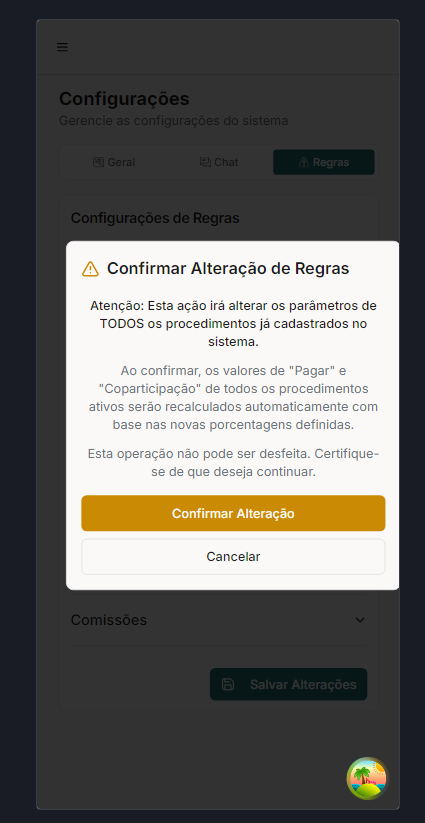 Configurações
Gerencie as configurações do sistema
Geral
Chat
Regras
Configurações de Regras
Confirmar Alteração de Regras
Atenção: Esta ação irá alterar os parâmetros de
TODOS os procedimentos já cadastrados no
sistema.
Ao confirmar, os valores de "Pagar" e
"Coparticipação" de todos os procedimentos
ativos serão recalculados automaticamente com
base nas novas porcentagens definidas.
Esta operação não pode ser desfeita. Certifique-
se de que deseja continuar.
Confirmar Alteração
Cancelar
Comissões
Salvar Alterações